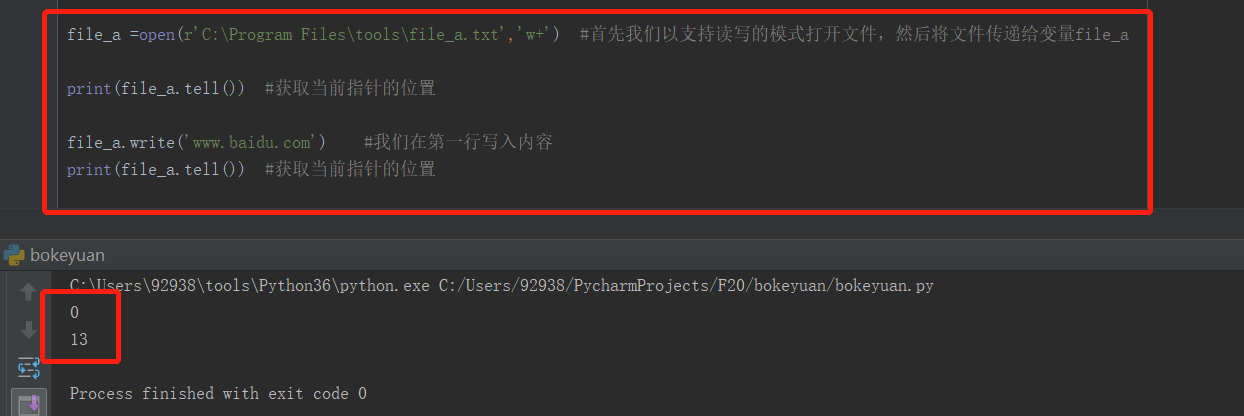 file_a =open(r'C:\Program Files\tools\file_a.txt','w+')  #首先我们以支持读写的模式打开文件，然后将文件传递给变量file_a
print(file_a.tell())  #获取当前指针的位置
file_a.write('www.baidu.com')    #我们在第一行写入内容
print(file_a.tell())  #获取当前指针的位置
bokeyuan
C:\Users\92938\tools\Python36\python.exe C:/Users/92938/PycharmProjects/F20/bokeyuan/bokeyuan.py
0
13
Process finished with exit code 0